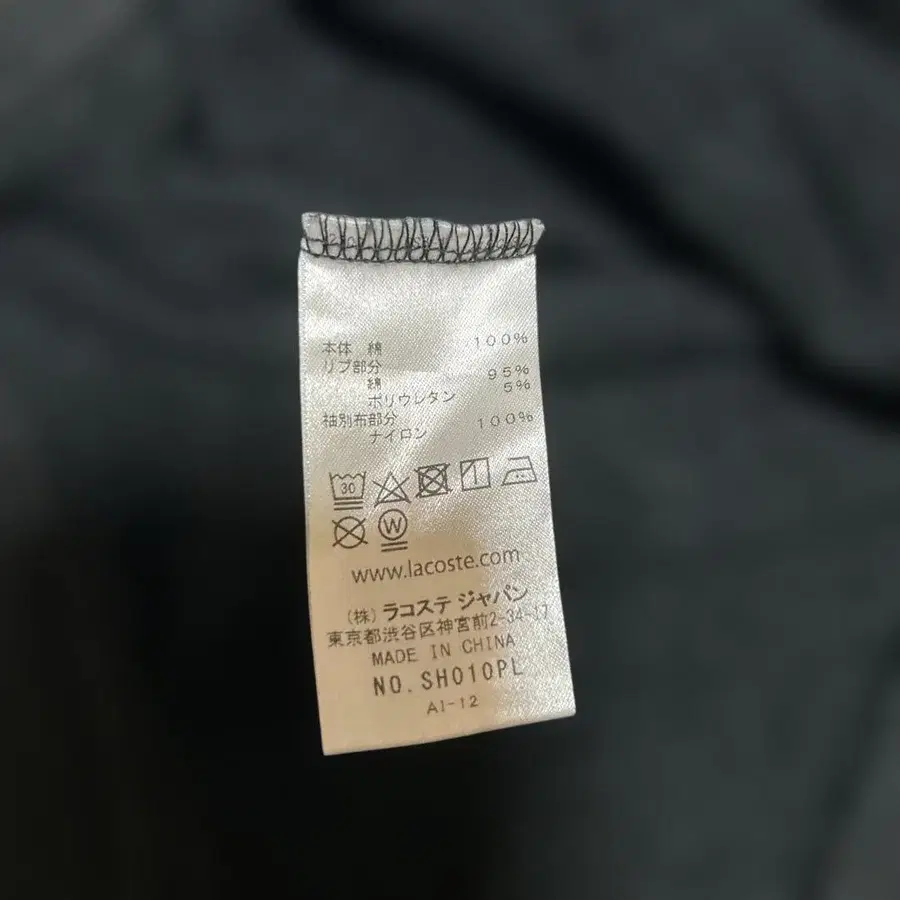 本体 綿 100%
リブ部分
綿 95%
ポリウレタン 5%
袖別布部分
ナイロン 100%
30
W
www.lacoste.com
(株) ラコステ ジャパン
東京都渋谷区神宮前2-34-17
MADE IN CHINA
NO. SH010PL
AI-12